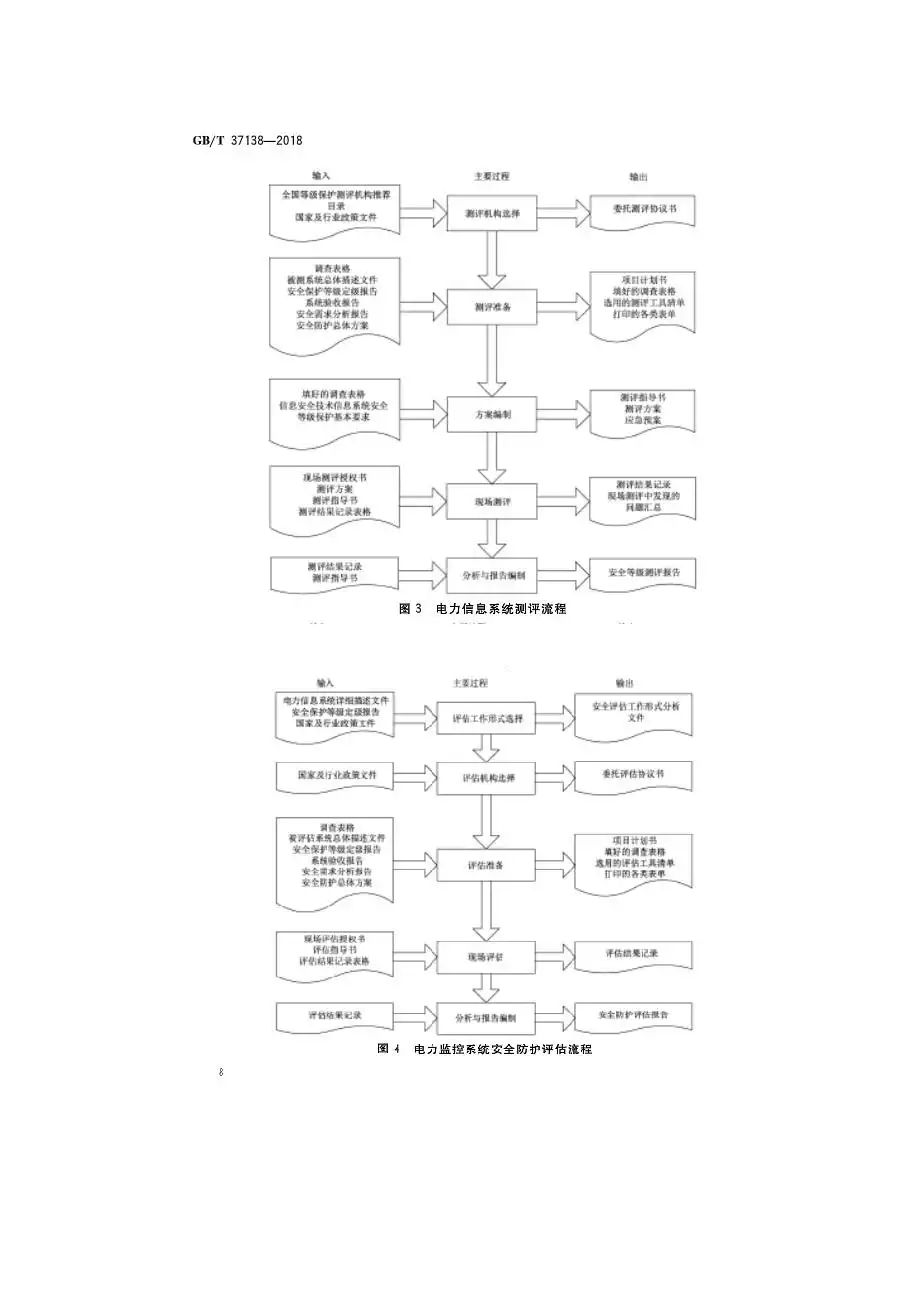 GB/T 37138—2018
输入
主要过程
输出
全国等级保护测评机构推荐
目录
国家及行业政策文件
测评机构选择
委托测评协议书
调查表格
被测系统总体描述文件
安全保护等级定级报告
系统验收报告
安全需求分析报告
安全防护总体方案
测评准备
项目计划书
填好的调查表格
选用的测评工具清单
打印的各类表单
填好的调查表格
信息安全技术信息系统安全
等级保护基本要求
方案编制
测评指导书
测评方案
应急预案
现场测评授权书
测评方案
测评指导书
测评结果记录表格
现场测评
测评结果记录
现场测评中发现的
问题汇总
测评结果记录
测评指导书
分析与报告编制
安全等级测评报告
图 3 电力信息系统测评流程
输入
主要过程
输出
电力信息系统详细描述文件
安全保护等级定级报告
国家及行业政策文件
评估工作形式选择
安全评估工作形式分析
文件
国家及行业政策文件
评估机构选择
委托评估协议书
调查表格
被评估系统总体描述文件
安全保护等级定级报告
系统验收报告
安全需求分析报告
安全防护总体方案
评估准备
项目计划书
填好的调查表格
选用的评估工具清单
打印的各类表单
现场评估授权书
评估指导书
评估结果记录表格
现场评估
评估结果记录
评估结果记录
分析与报告编制
安全防护评估报告
图 4 电力监控系统安全防护评估流程
8